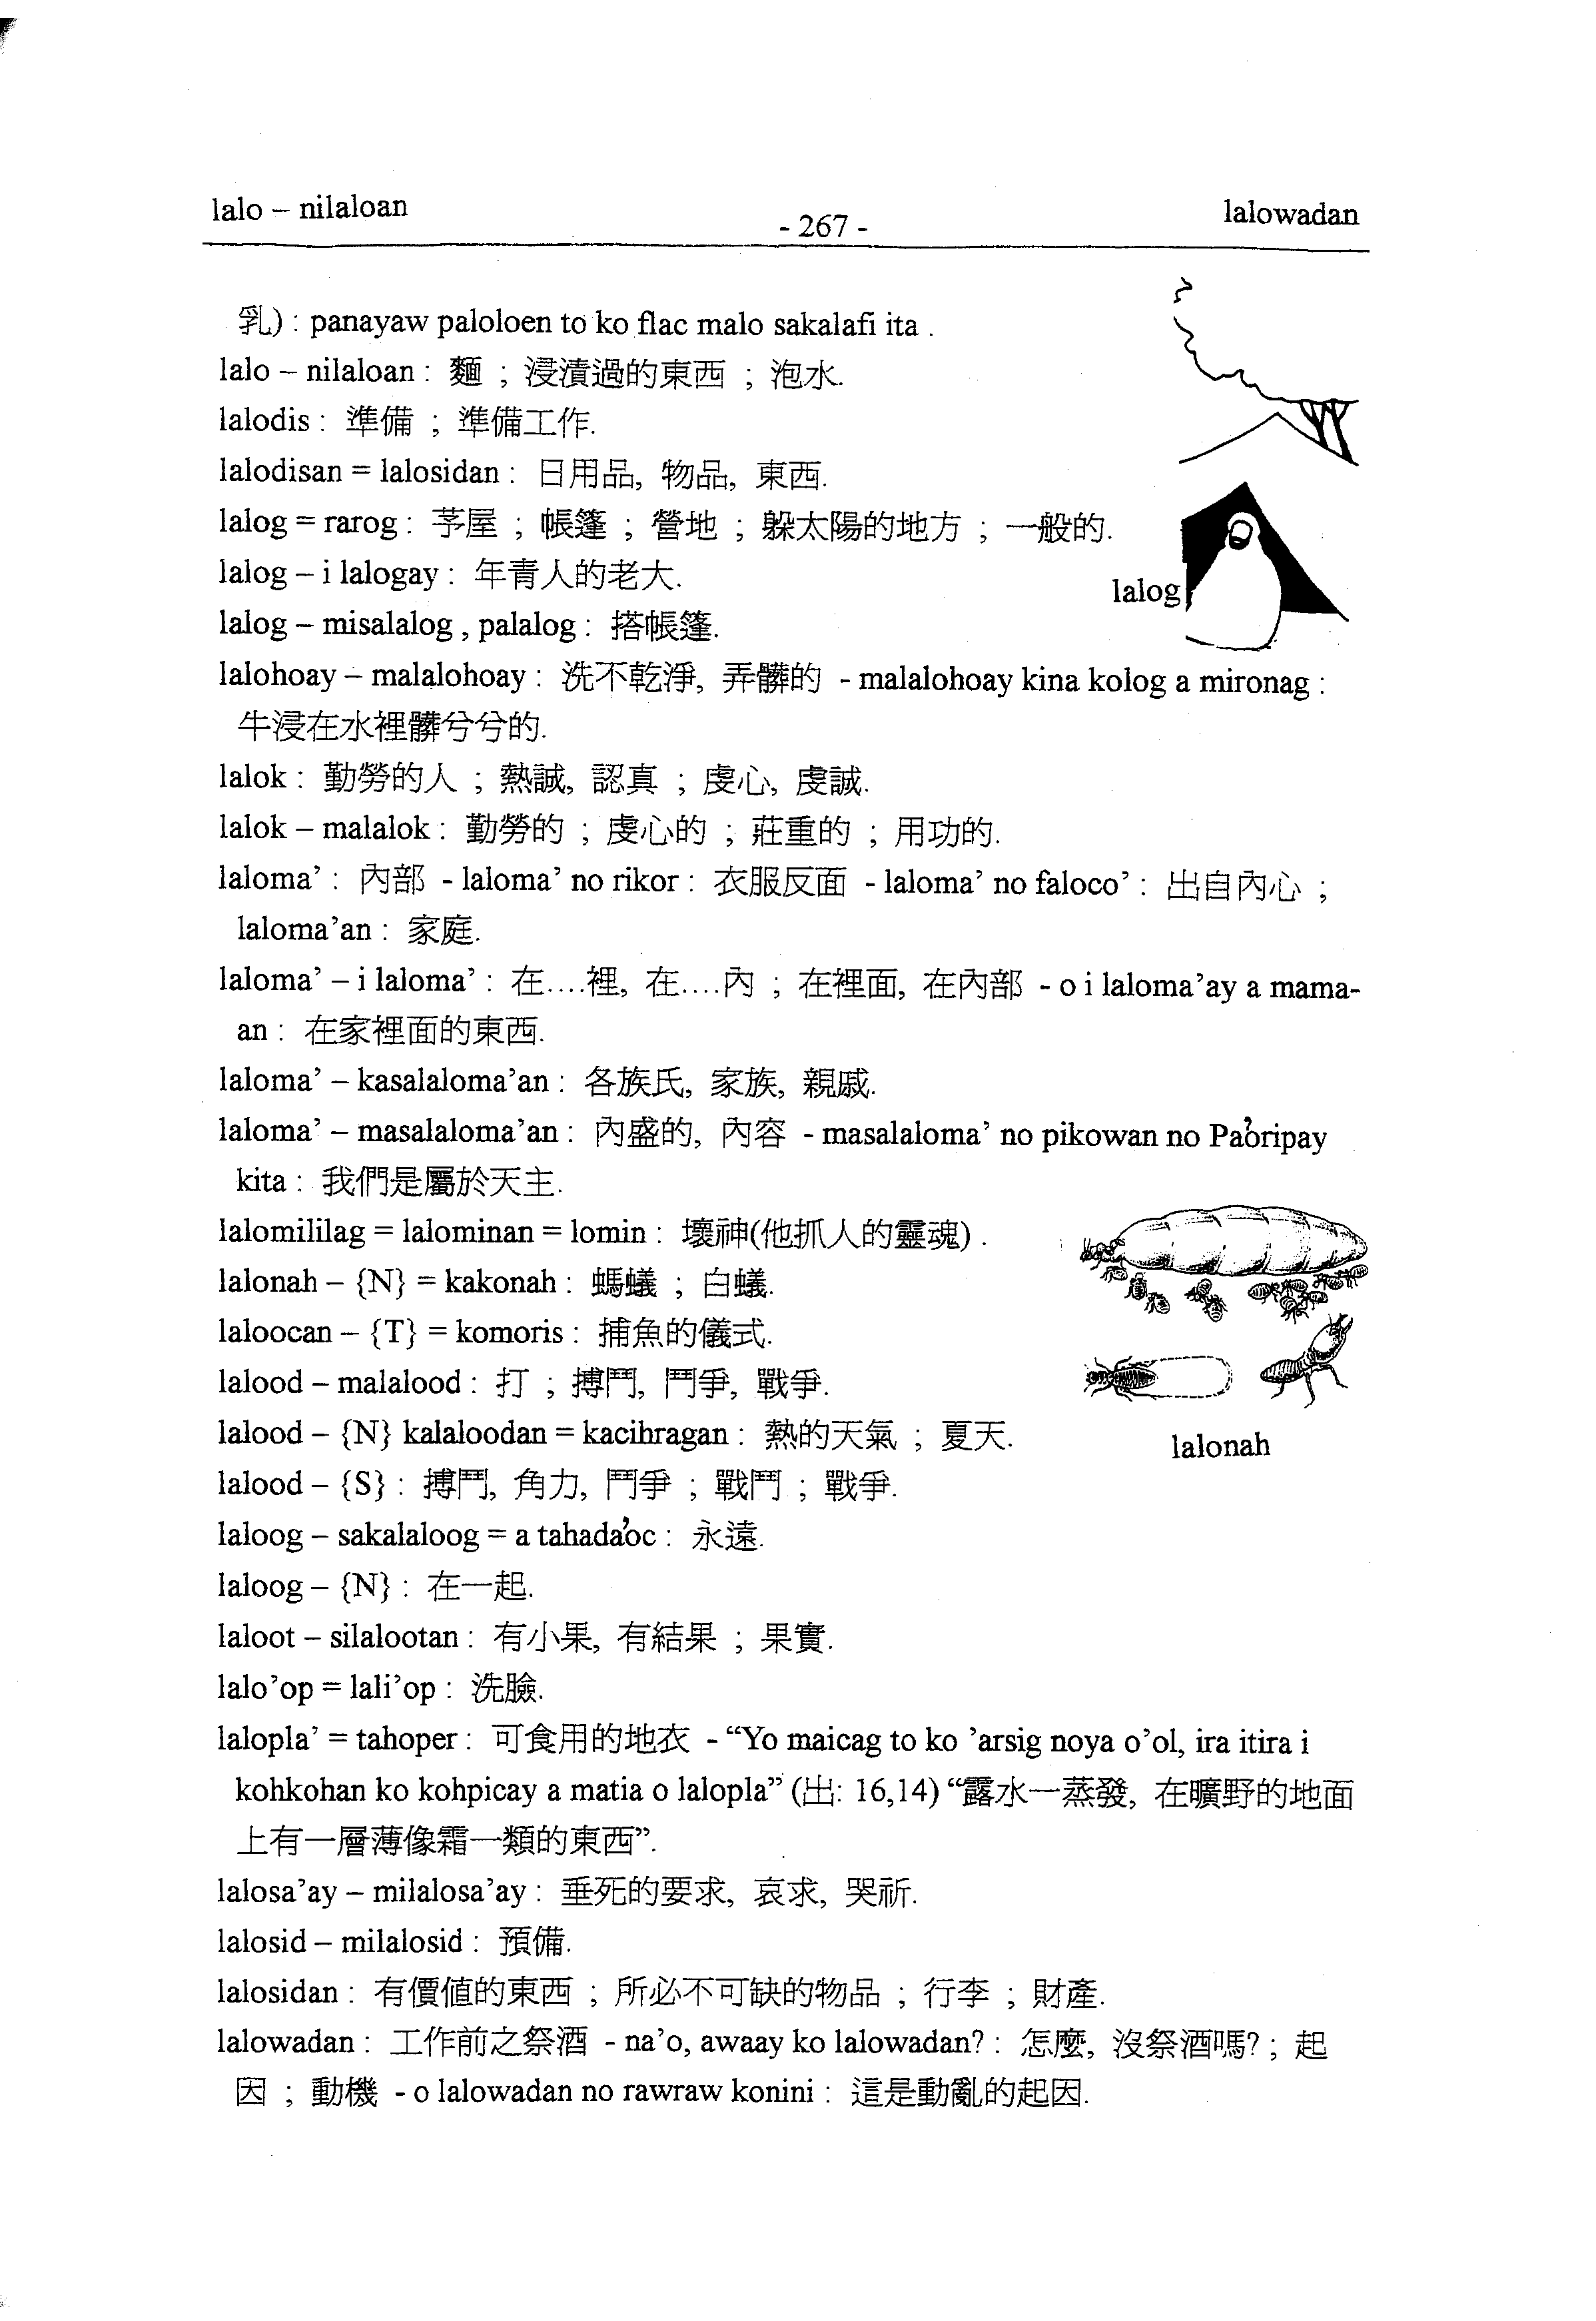 lalo – nilaloan
- 267 -
lalowadan
乳) : panayaw paloloen to ko flac malo sakalafi ita .
lalo – nilaloan : 麵 ; 浸漬過的東西 ; 泡水.
lalodis : 準備 ; 準備工作.
lalodisan = lalosidan : 日用品, 物品, 東西.
lalog = rarog : 茅屋 ; 帳篷 ; 營地 ; 躲太陽的地方 ; 一般的.
lalog – i lalogay : 年青人的老大.
lalog
lalog – misalalog , palalog : 搭帳篷.
lalohoay – malalohoay : 洗不乾淨, 弄髒的 - malalohoay kina kolog a mironag :
牛浸在水裡髒兮兮的.
lalok : 勤勞的人 ; 熱誠, 認真 ; 虔心, 虔誠.
lalok – malalok : 勤勞的 ; 虔心的 ; 莊重的 ; 用功的.
laloma’ : 內部 - laloma’ no rikor : 衣服反面 - laloma’ no faloco’ : 出自內心 ;
laloma’an : 家庭.
laloma’ – i laloma’ : 在....裡, 在....內 ; 在裡面, 在內部 - o i laloma’ay a mama-
an : 在家裡面的東西.
laloma’ – kasalaloma’an : 各族氏, 家族, 親戚.
laloma’ – masalaloma’an : 內盛的, 內容 - masalaloma’ no pikowan no Pa’oripay
kita : 我們是屬於天主.
lalomililag = lalominan = lomin : 壞神(他抓人的靈魂) .
lalonah – {N} = kakonah : 螞蟻 ; 白蟻.
laloocan – {T} = komoris : 捕魚的儀式.
lalood – malalood : 打 ; 搏鬥, 鬥爭, 戰爭.
lalood – {N} kalaloodan = kacihragan : 熱的天氣 ; 夏天.
lalonah
lalood – {S} : 搏鬥, 角力, 鬥爭 ; 戰鬥 ; 戰爭.
laloog – sakalaloog = a tahada’oc : 永遠.
laloog – {N} : 在一起.
laloot – silalootan : 有小果, 有結果 ; 果實.
lalo’op = lali’op : 洗臉.
lalopla’ = tahoper : 可食用的地衣 - “Yo maicag to ko ’arsig noya o’ol, ira itira i
kohkohan ko kohpicay a matia o lalopla” (出: 16,14) “露水一蒸發, 在曠野的地面
上有一層薄像霜一類的東西”.
lalosa’ay – milalosa’ay : 垂死的要求, 哀求, 哭祈.
lalosid – milalosid : 預備.
lalosidan : 有價值的東西 ; 所必不可缺的物品 ; 行李 ; 財產.
lalowadan : 工作前之祭酒 - na’o, awaay ko lalowadan? : 怎麼, 沒祭酒嗎? ; 起
因 ; 動機 - o lalowadan no rawraw konini : 這是動亂的起因.